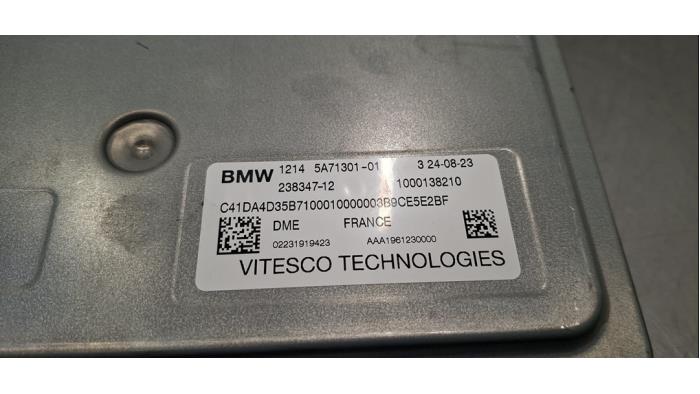 BMW 1214 5A71301-01 3 24-08-23
238347-12 1000138210
C41DA4D35B7100010000003B9CE5E2BF
DME FRANCE
02231919423 AAA1961230000
VITESCO TECHNOLOGIES